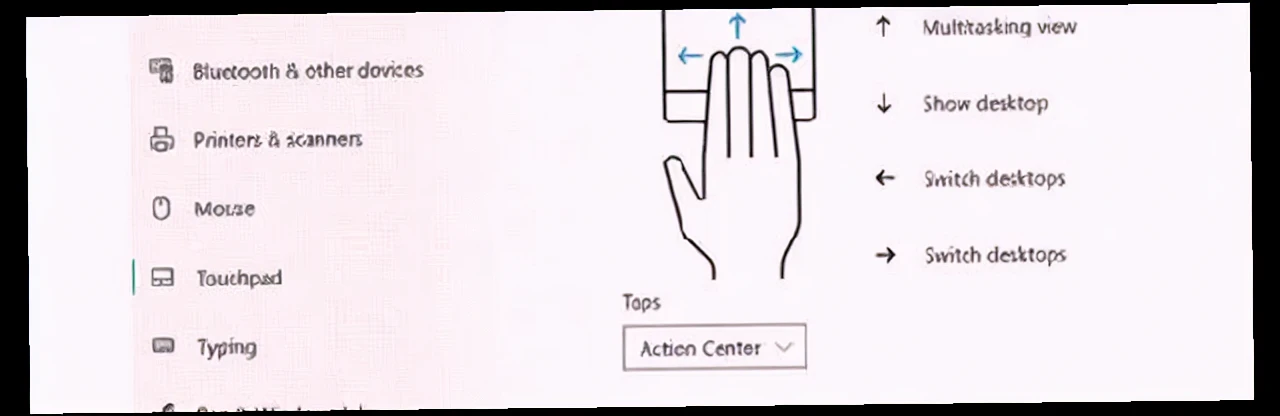 Bluetooth & other devices
Printers & scanners
Mouse
Touchpad
Typing
Multitasking view
Show desktop
Switch desktops
Switch desktops
Taps
Action Center